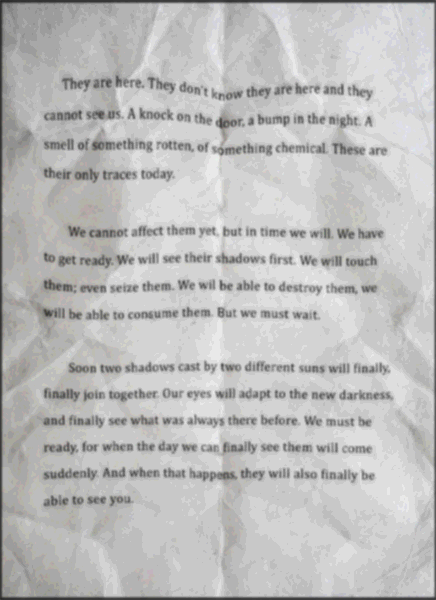 They are here. They don't know they are here and they
cannot see us. A knock on the door, a bump in the night. A
smell of something rotten, of something chemical. These are
their only traces today.
We cannot affect them yet, but in time we will. We have
to get ready. We will see their shadows first. We will touch
them; even seize them. We wil be able to destroy them, we
will be able to consume them. But we must wait.
Soon two shadows cast by two different suns will finally,
finally join together. Our eyes will adapt to the new darkness,
and finally see what was always there before. We must be
ready, for when the day we can finally see them will come
suddenly. And when that happens, they will also finally be
able to see you.